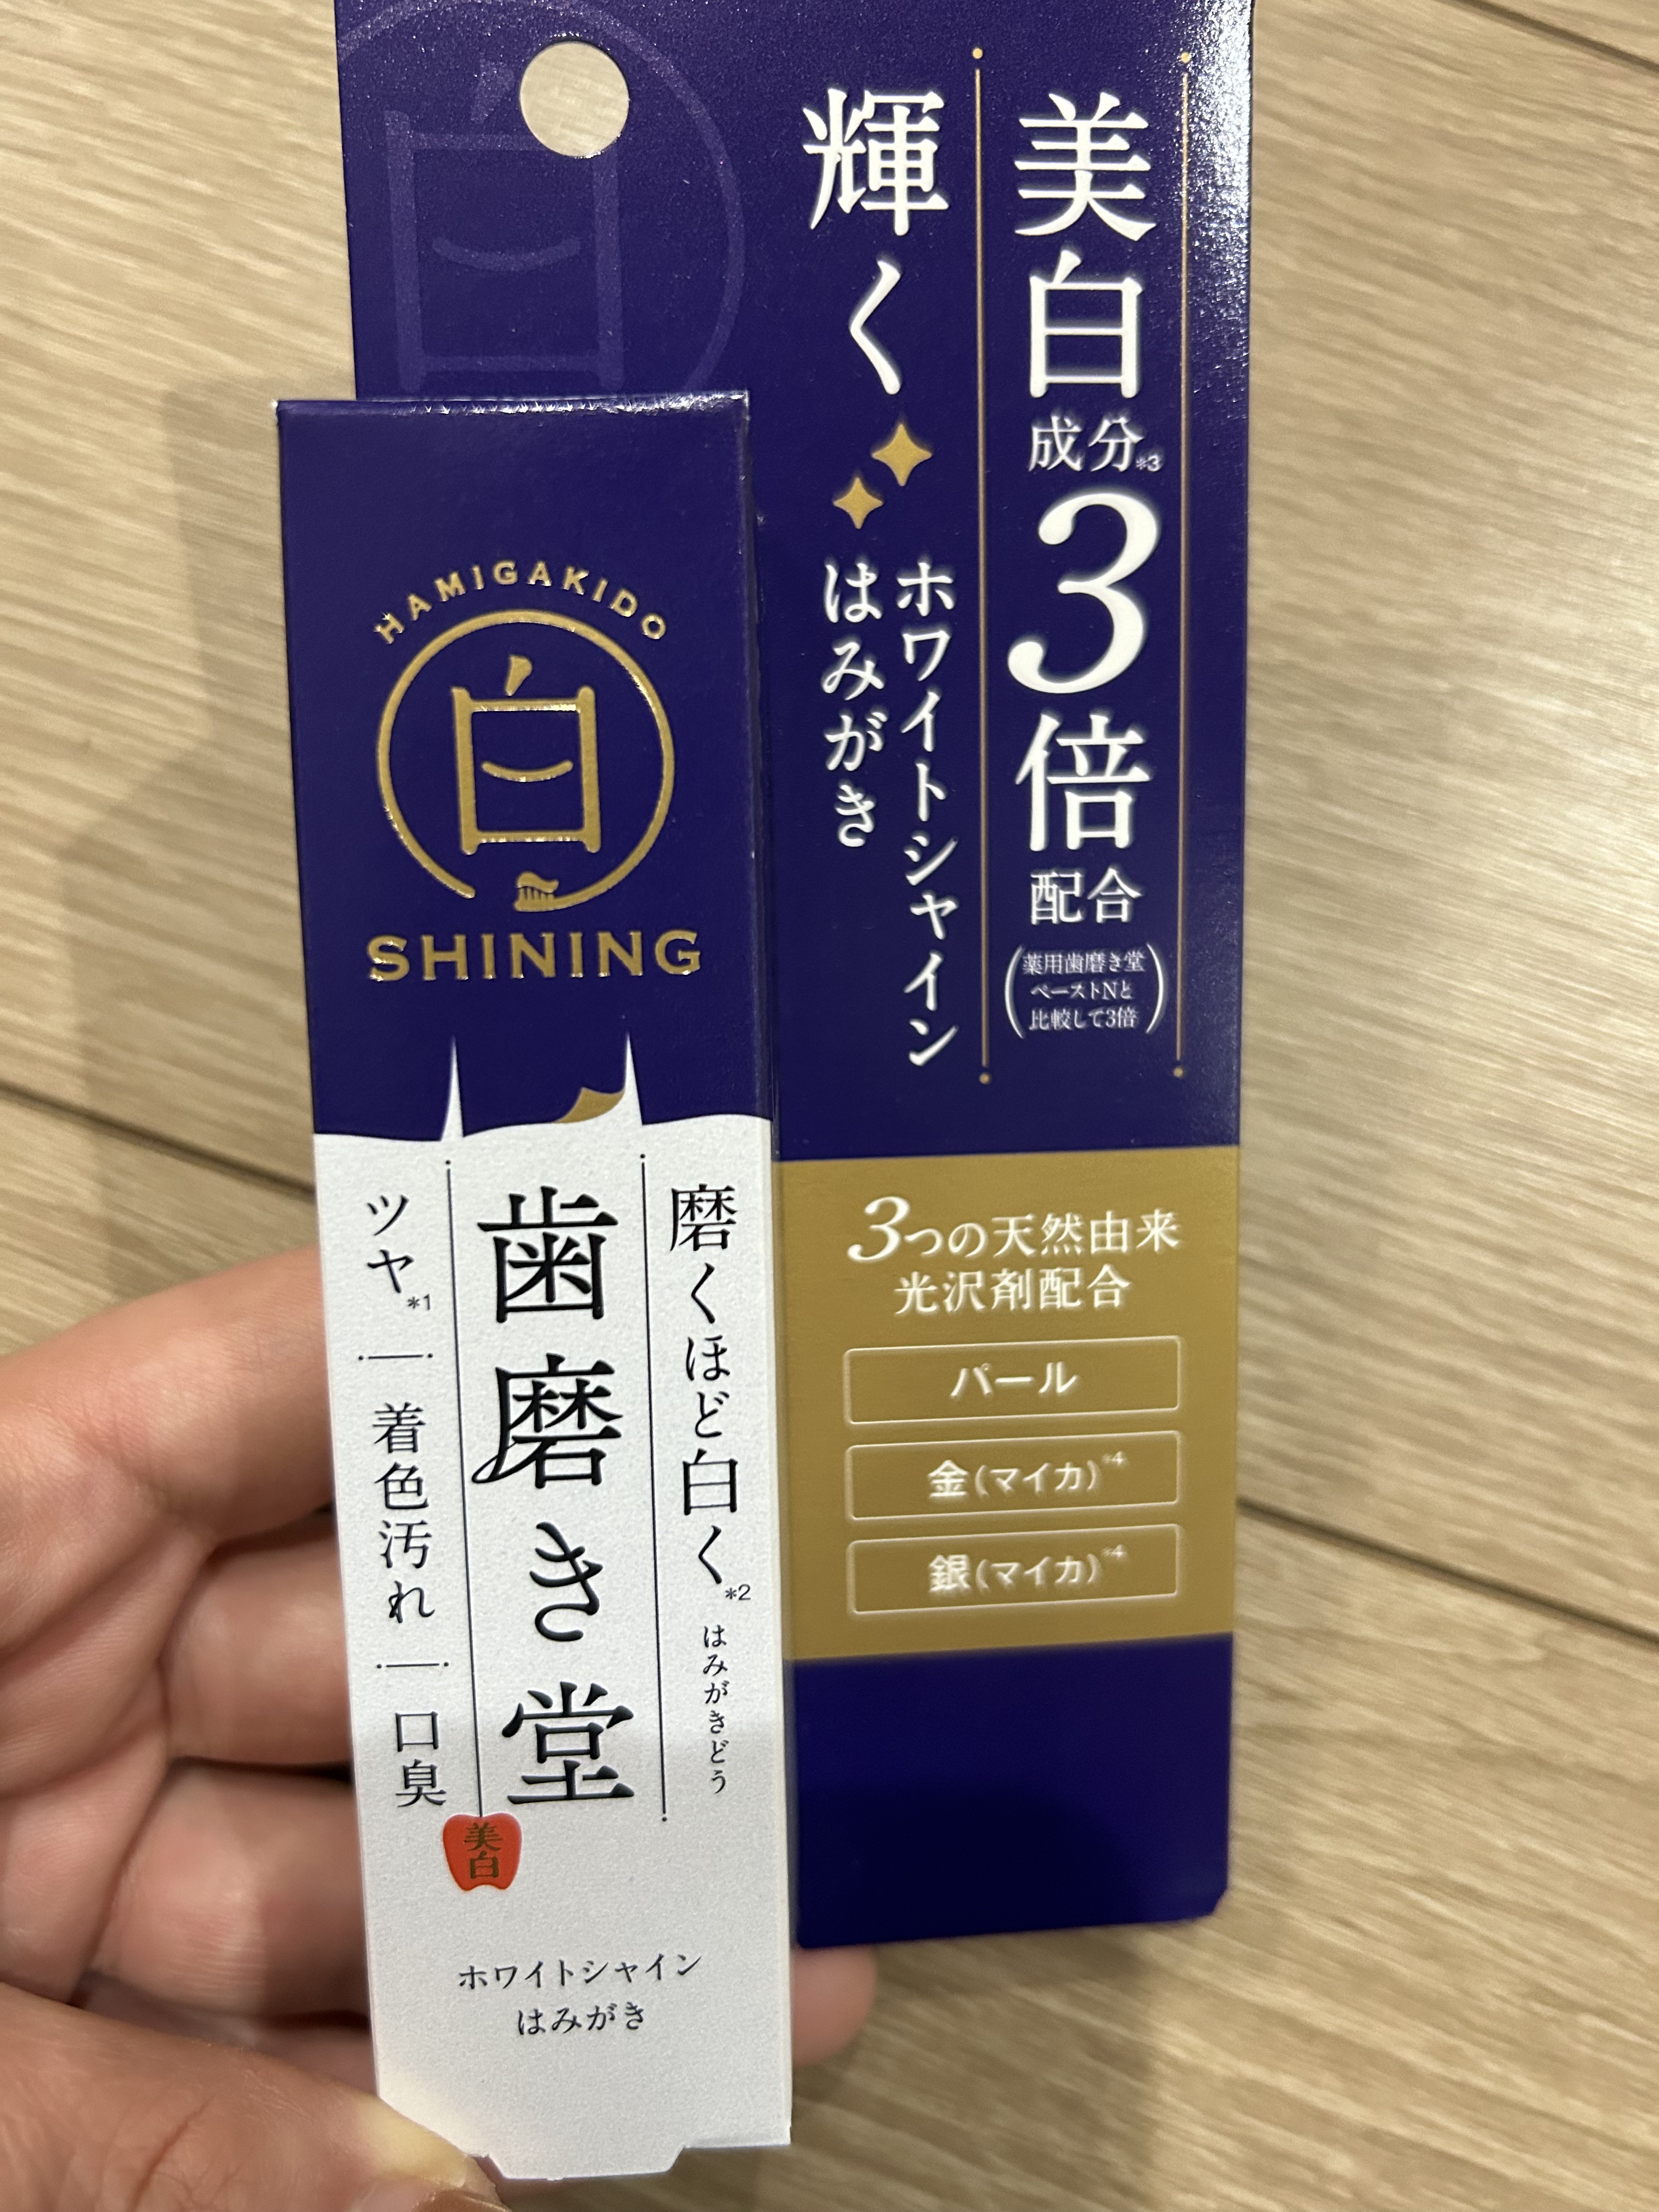 美白成分*3 3倍配合
(薬用歯磨き堂
ペーストNと
比較して3倍)
輝く
ホワイトシャイン
はみがき
3つの天然由来
光沢剤配合
パール
金(マイカ)*4
銀(マイカ)*4
白
HAMIGAKIDO
白
SHINING
磨くほど白く*2
はみがきどう
歯磨き堂
ツヤ*1
着色汚れ
口臭
美白
ホワイトシャイン
はみがき